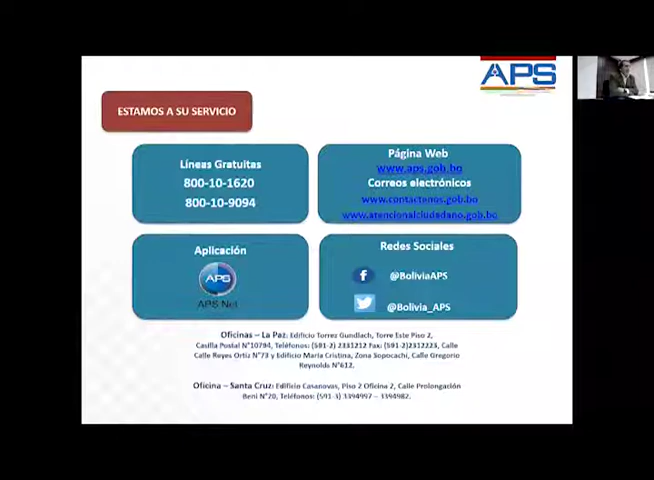 APS
ESTAMOS A SU SERVICIO
Líneas Gratuitas
800-10-1620
800-10-9094
Página Web
www.aps.gob.bo
Correos electrónicos
www.contactenos.gob.bo
www.atencionalciudadano.gob.bo
Aplicación
APS
APS Net
Redes Sociales
@BoliviaAPS
@Bolivia_APS
Oficinas – La Paz: Edificio Torres Gundlach, Torre Este Piso 2,
Casilla Postal N°10794, Teléfonos: (591-2) 2331212 Fax: (591-2)2312223, Calle
Calle Reyes Ortiz N°73 y Edificio María Cristina, Zona Sopocachi, Calle Gregorio
Reynolds N°612.
Oficina – Santa Cruz: Edificio Casanovas, Piso 2 Oficina 2, Calle Prolongación
Beni N°20, Teléfonos: (591-3) 3394997 – 3394982.